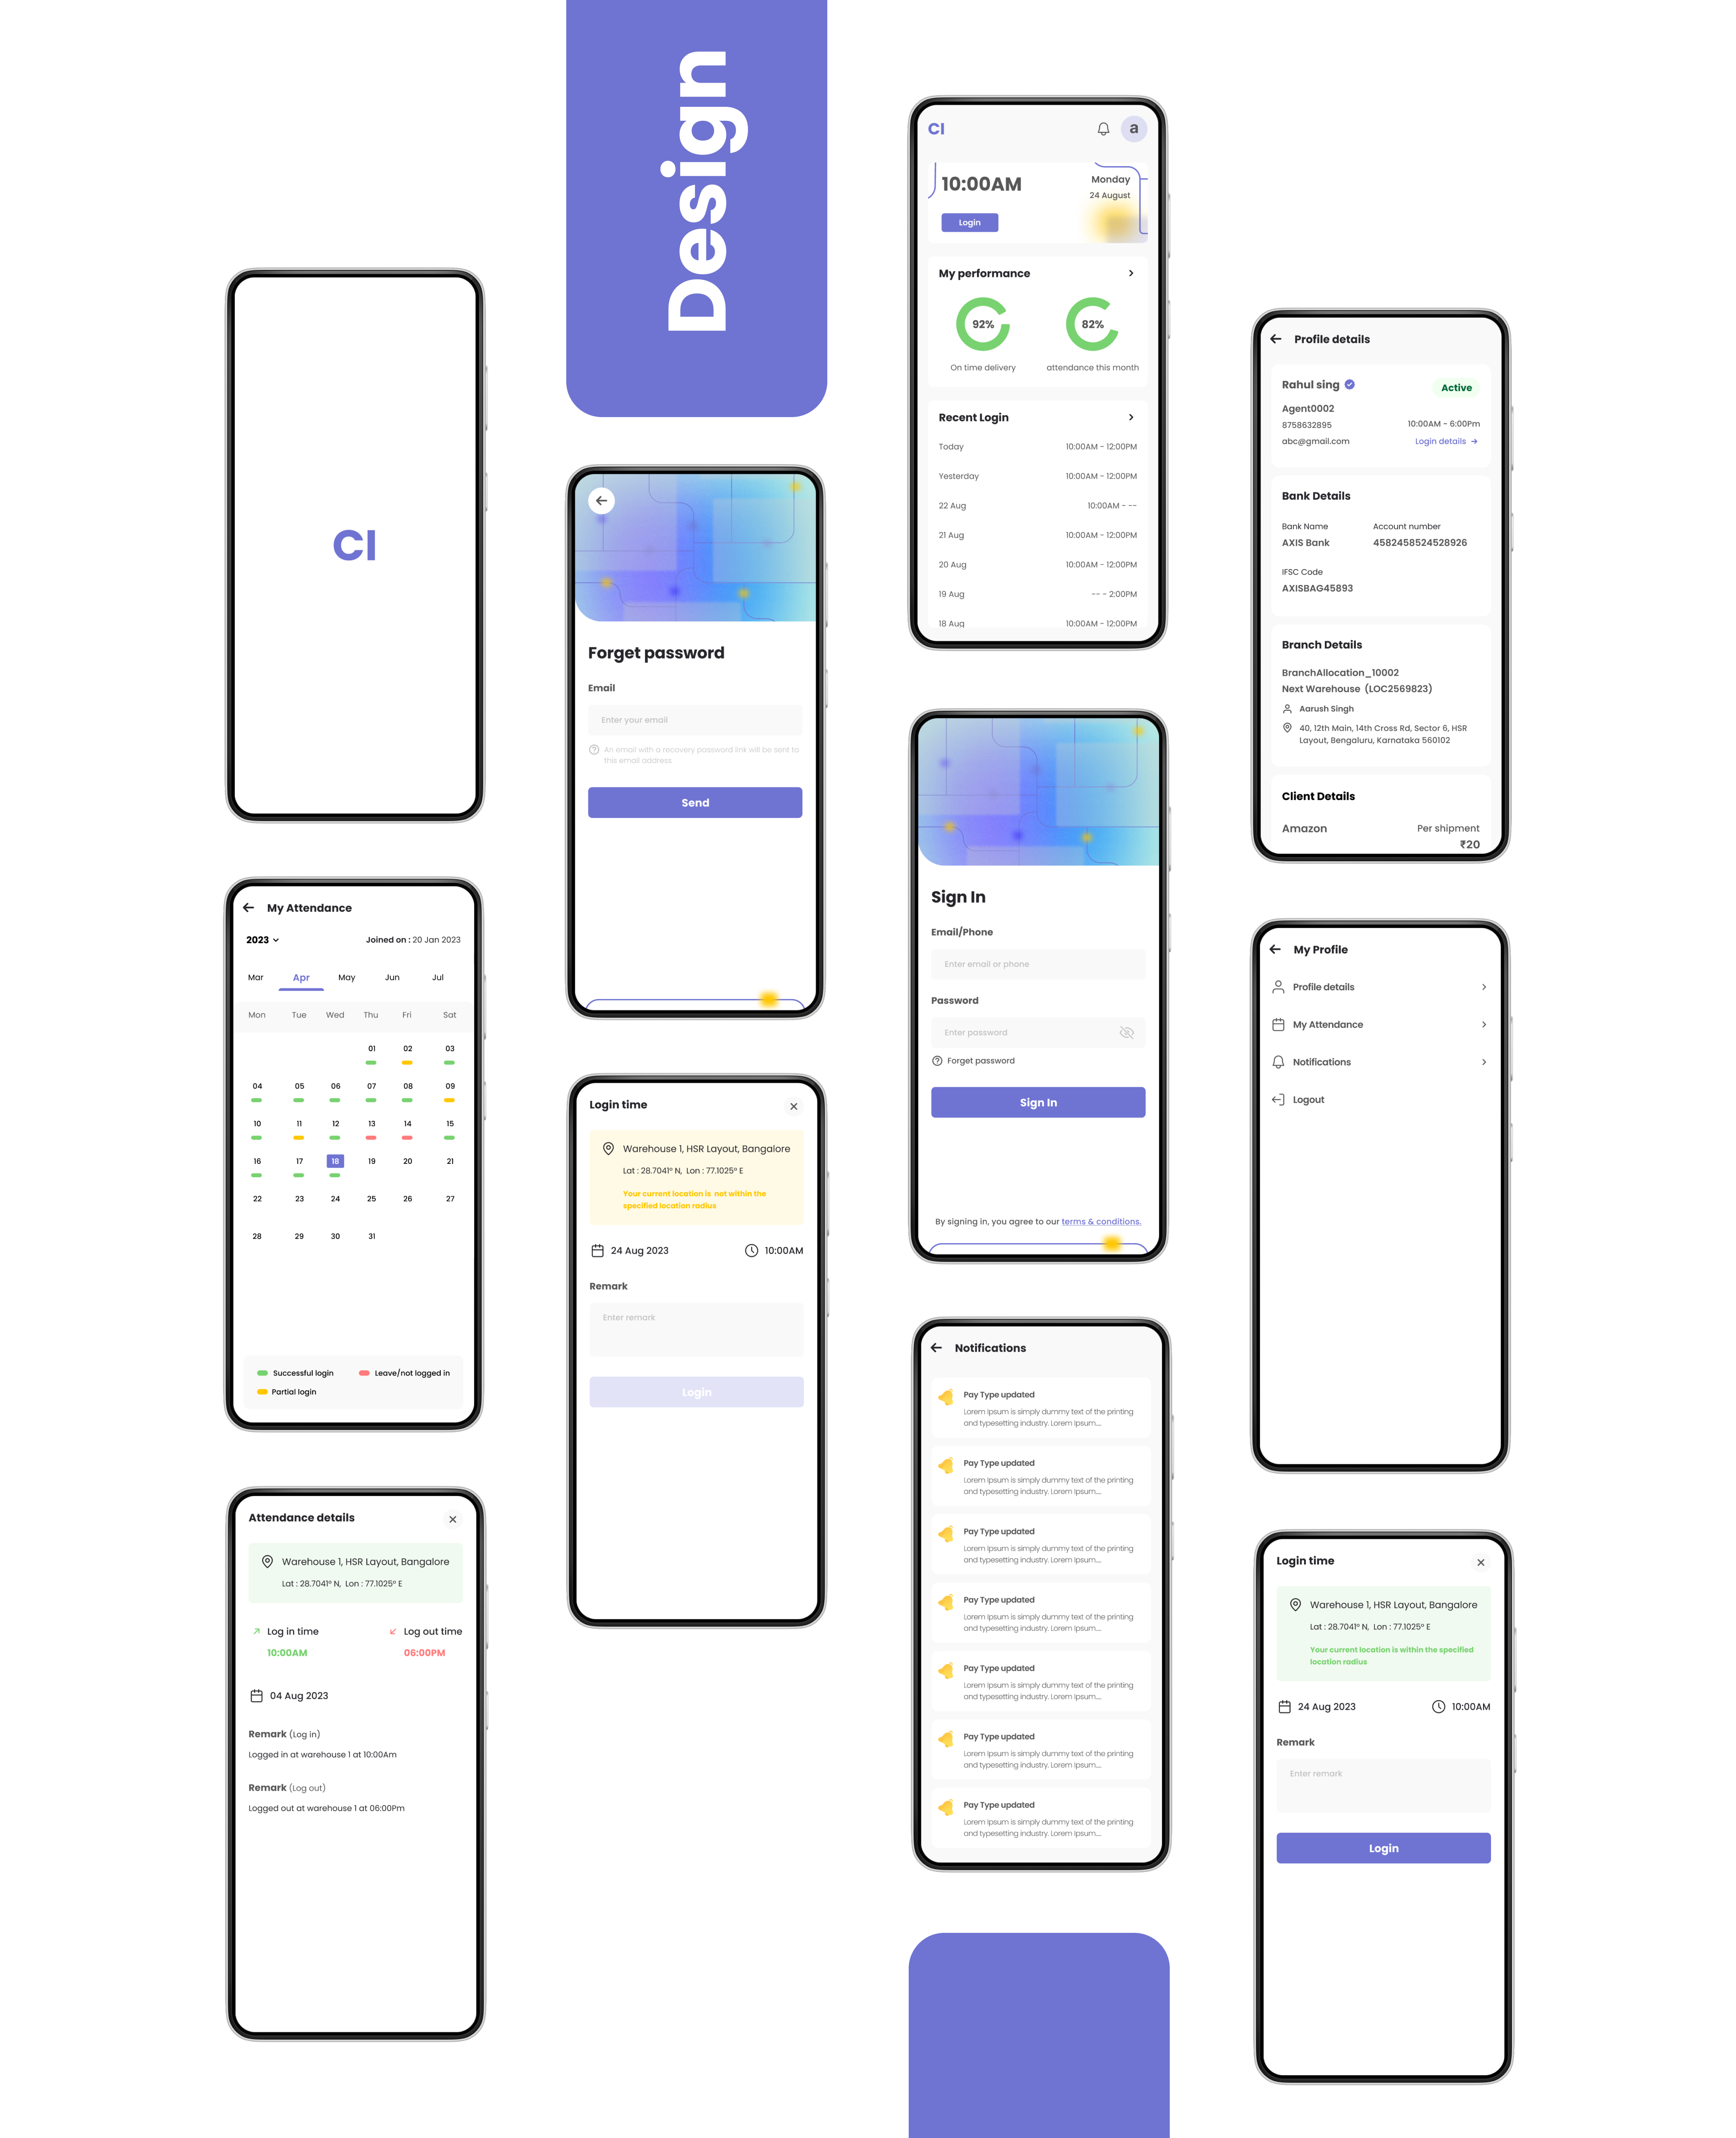 Design
CI
My Attendance
2023
Joined on : 20 Jan 2023
Mar Apr May Jun Jul
Mon Tue Wed Thu Fri Sat
01 02 03
04 05 06 07 08 09
10 11 12 13 14 15
16 17 18 19 20 21
22 23 24 25 26 27
28 29 30 31
Successful login Leave/not logged in
Partial login
Attendance details
Warehouse 1, HSR Layout, Bangalore
Lat : 28.7041° N, Lon : 77.1025° E
Log in time Log out time
10:00AM 06:00PM
04 Aug 2023
Remark (Log in)
Logged in at warehouse 1 at 10:00Am
Remark (Log out)
Logged out at warehouse 1 at 06:00Pm
Forget password
Email
Enter your email
An email with a recovery password link will be sent to
this email address
Send
Login time
Warehouse 1, HSR Layout, Bangalore
Lat : 28.7041° N, Lon : 77.1025° E
Your current location is not within the
specified location radius
24 Aug 2023 10:00AM
Remark
Enter remark
Login
CI a
10:00AM Monday
24 August
Login
My performance
92% 82%
On time delivery attendance this month
Recent Login
Today 10:00AM - 12:00PM
Yesterday 10:00AM - 12:00PM
22 Aug 10:00AM - --
21 Aug 10:00AM - 12:00PM
20 Aug 10:00AM - 12:00PM
19 Aug -- - 2:00PM
18 Aug 10:00AM - 12:00PM
Sign In
Email/Phone
Enter email or phone
Password
Enter password
Forget password
Sign In
By signing in, you agree to our terms & conditions.
Notifications
Pay Type updated
Lorem Ipsum is simply dummy text of the printing
and typesetting industry. Lorem Ipsum....
Pay Type updated
Lorem Ipsum is simply dummy text of the printing
and typesetting industry. Lorem Ipsum....
Pay Type updated
Lorem Ipsum is simply dummy text of the printing
and typesetting industry. Lorem Ipsum....
Pay Type updated
Lorem Ipsum is simply dummy text of the printing
and typesetting industry. Lorem Ipsum....
Pay Type updated
Lorem Ipsum is simply dummy text of the printing
and typesetting industry. Lorem Ipsum....
Pay Type updated
Lorem Ipsum is simply dummy text of the printing
and typesetting industry. Lorem Ipsum....
Pay Type updated
Lorem Ipsum is simply dummy text of the printing
and typesetting industry. Lorem Ipsum....
Profile details
Rahul sing Active
Agent0002
8758632895 10:00AM - 6:00Pm
abc@gmail.com Login details
Bank Details
Bank Name Account number
AXIS Bank 4582458524528926
IFSC Code
AXISBAG45893
Branch Details
BranchAllocation_10002
Next Warehouse (LOC2569823)
Aarush Singh
40, 12th Main, 14th Cross Rd, Sector 6, HSR
Layout, Bengaluru, Karnataka 560102
Client Details
Amazon Per shipment
₹20
My Profile
Profile details
My Attendance
Notifications
Logout
Login time
Warehouse 1, HSR Layout, Bangalore
Lat : 28.7041° N, Lon : 77.1025° E
Your current location is within the specified
location radius
24 Aug 2023 10:00AM
Remark
Enter remark
Login